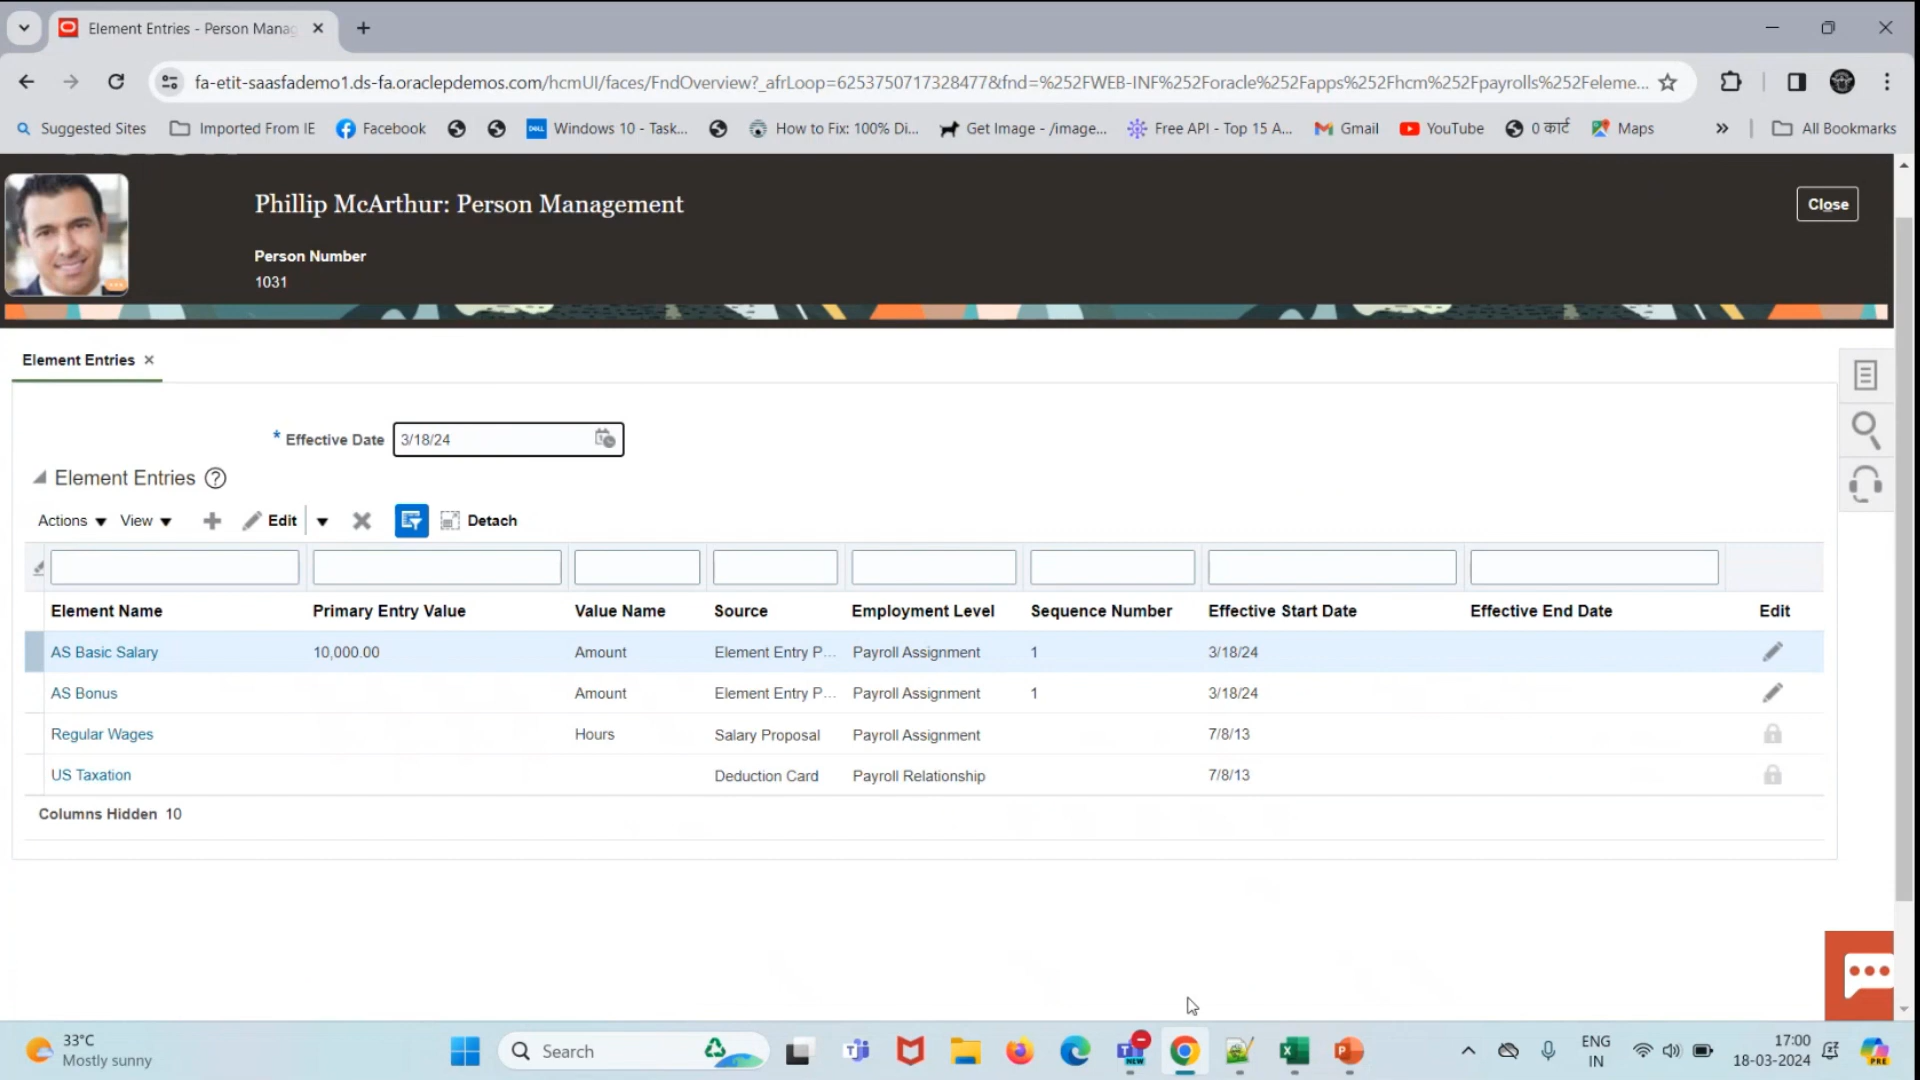 Element Entries - Person Manag
fa-etit-saasfademo1.ds-fa.oraclepdemos.com/hcmUI/faces/FndOverview?_afrLoop=62537507173284​77&fnd=%252FWEB-INF%252Foracle%252Fapps%252Fhcm%252Fpayrolls%252Feleme...
Suggested Sites Imported From IE Facebook DELL Windows 10 - Task... How to Fix: 100% Di... Get Image - /image... Free API - Top 15 A... Gmail YouTube 0 कार्ट Maps » All Bookmarks
Phillip McArthur: Person Management
Close
Person Number
1031
Element Entries
* Effective Date 3/18/24
Element Entries
Actions View Edit Detach
Element Name Primary Entry Value Value Name Source Employment Level Sequence Number Effective Start Date Effective End Date Edit
AS Basic Salary 10,000.00 Amount Element Entry P... Payroll Assignment 1 3/18/24
AS Bonus Amount Element Entry P... Payroll Assignment 1 3/18/24
Regular Wages Hours Salary Proposal Payroll Assignment 7/8/13
US Taxation Deduction Card Payroll Relationship 7/8/13
Columns Hidden 10
33°C
Mostly sunny
Search
NEW
ENG
IN
17:00
18-03-2024
PRE